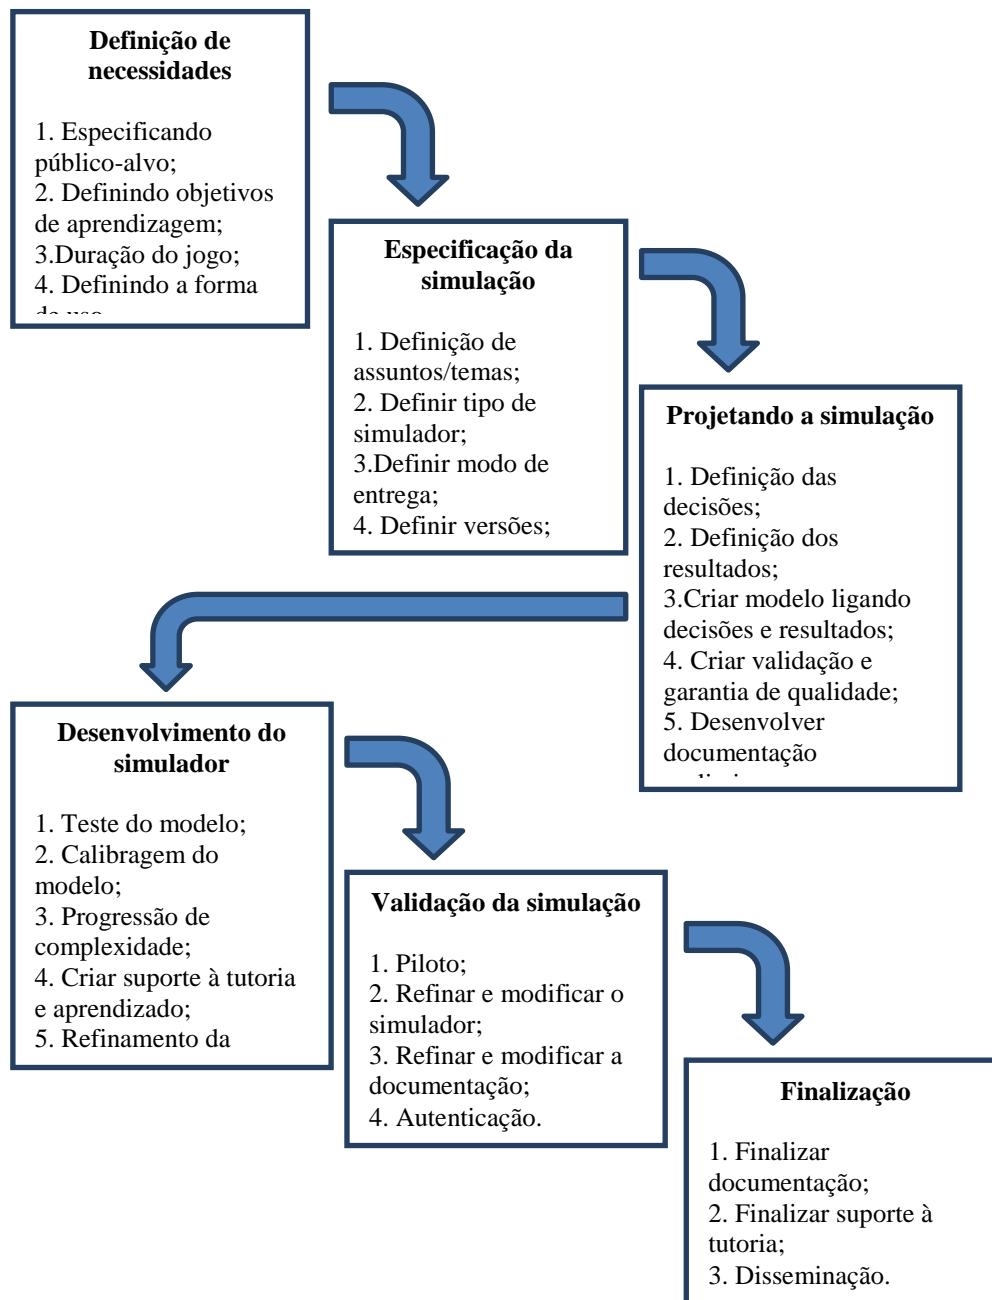 Definição de
necessidades
1. Especificando
público-alvo;
2. Definindo objetivos
de aprendizagem;
3.Duração do jogo;
4. Definindo a forma
Especificação da
simulação
1. Definição de
assuntos/temas;
2. Definir tipo de
simulador;
3.Definir modo de
entrega;
4. Definir versões;
Projetando a simulação
1. Definição das
decisões;
2. Definição dos
resultados;
3.Criar modelo ligando
decisões e resultados;
4. Criar validação e
garantia de qualidade;
5. Desenvolver
documentação
Desenvolvimento do
simulador
1. Teste do modelo;
2. Calibragem do
modelo;
3. Progressão de
complexidade;
4. Criar suporte à tutoria
e aprendizado;
5. Refinamento da
Validação da simulação
1. Piloto;
2. Refinar e modificar o
simulador;
3. Refinar e modificar a
documentação;
4. Autenticação.
Finalização
1. Finalizar
documentação;
2. Finalizar suporte à
tutoria;
3. Disseminação.